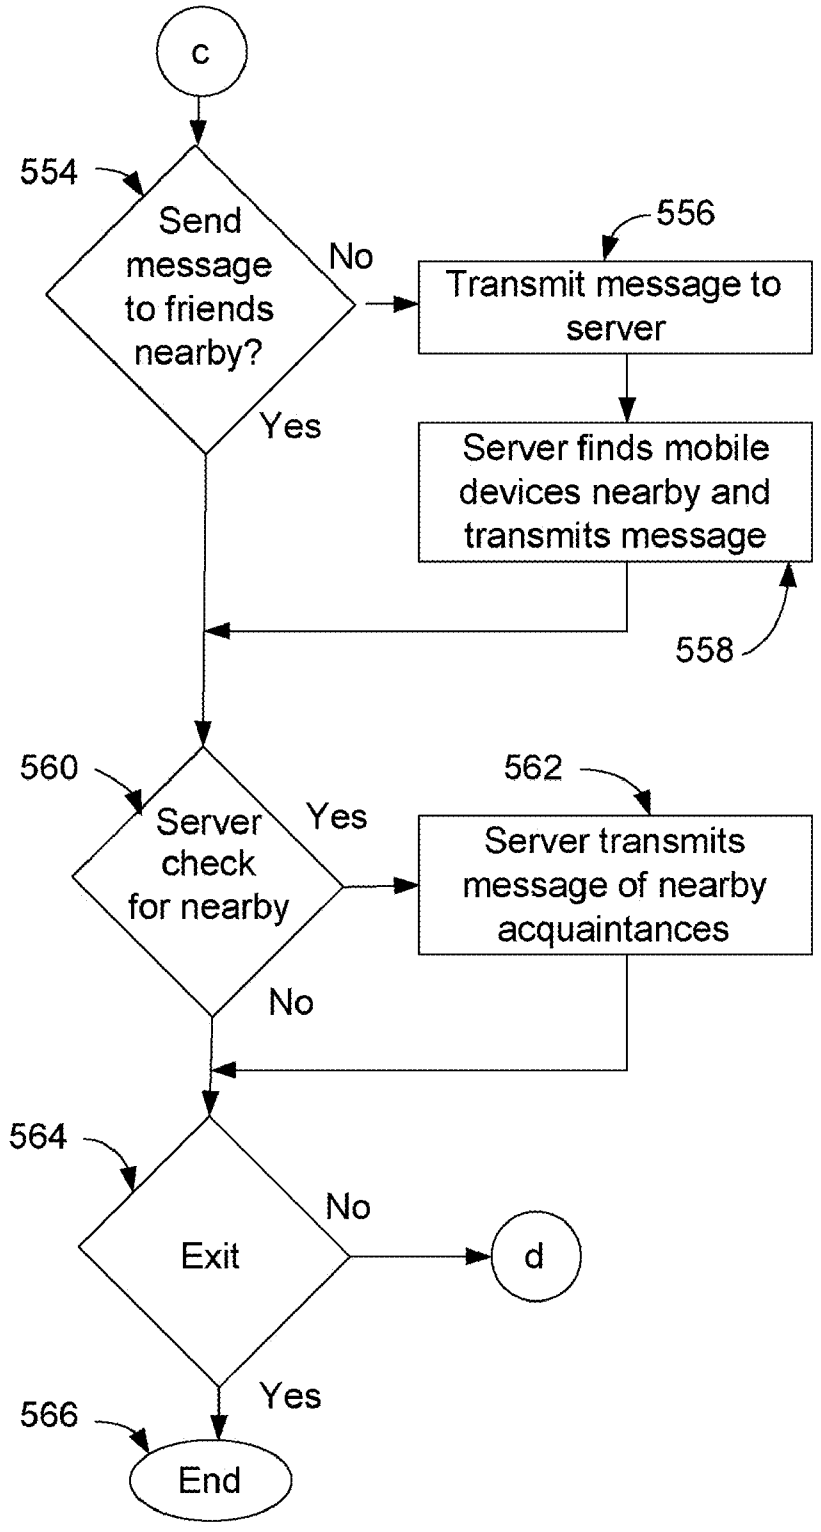 c
554
Send
message
to friends
nearby?
No
Yes
556
Transmit message to
server
Server finds mobile
devices nearby and
transmits message
558
560
Server
check
for nearby
Yes
No
562
Server transmits
message of nearby
acquaintances
564
Exit
No
d
Yes
566
End